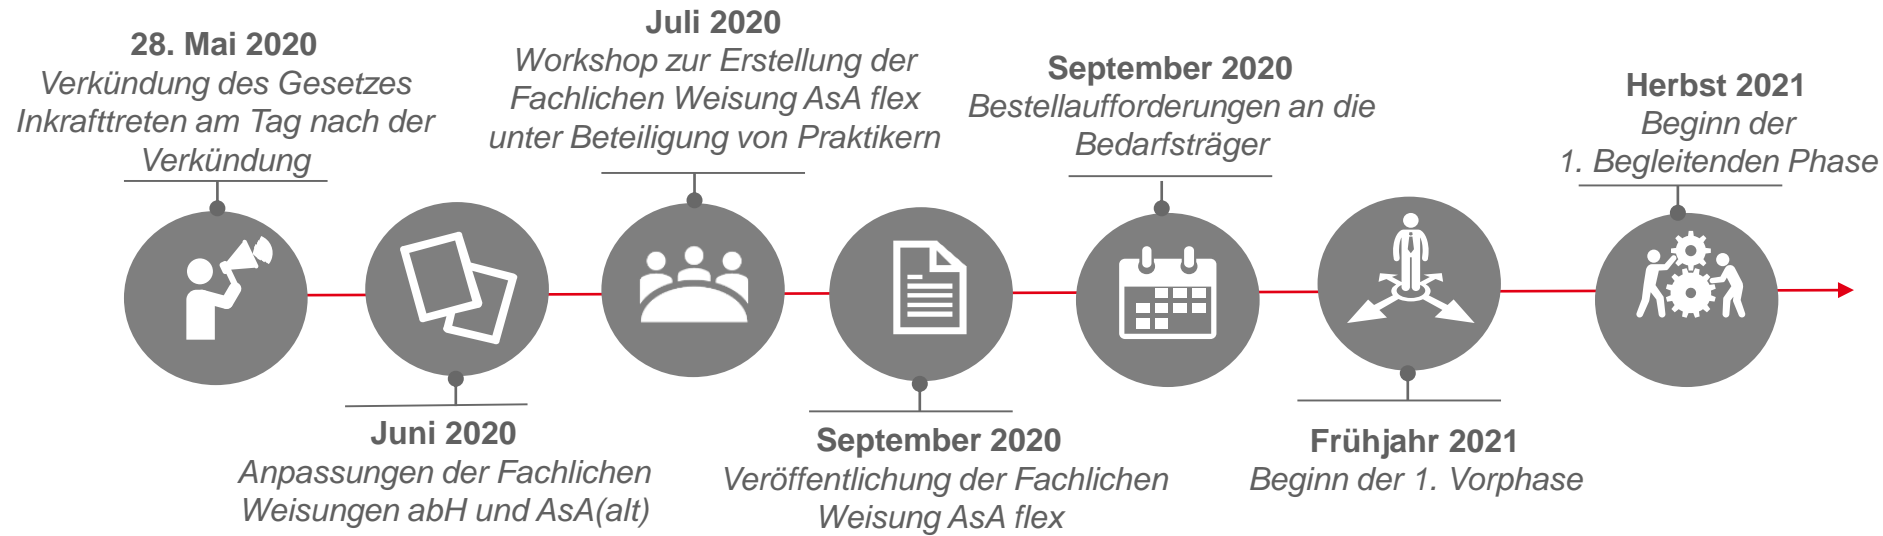 28. Mai 2020
Verkündung des Gesetzes
Inkrafttreten am Tag nach der
Verkündung
Juni 2020
Anpassungen der Fachlichen
Weisungen abH und AsA(alt)
Juli 2020
Workshop zur Erstellung der
Fachlichen Weisung AsA flex
unter Beteiligung von Praktikern
September 2020
Veröffentlichung der Fachlichen
Weisung AsA flex
September 2020
Bestellaufforderungen an die
Bedarfsträger
Frühjahr 2021
Beginn der 1. Vorphase
Herbst 2021
Beginn der
1. Begleitenden Phase